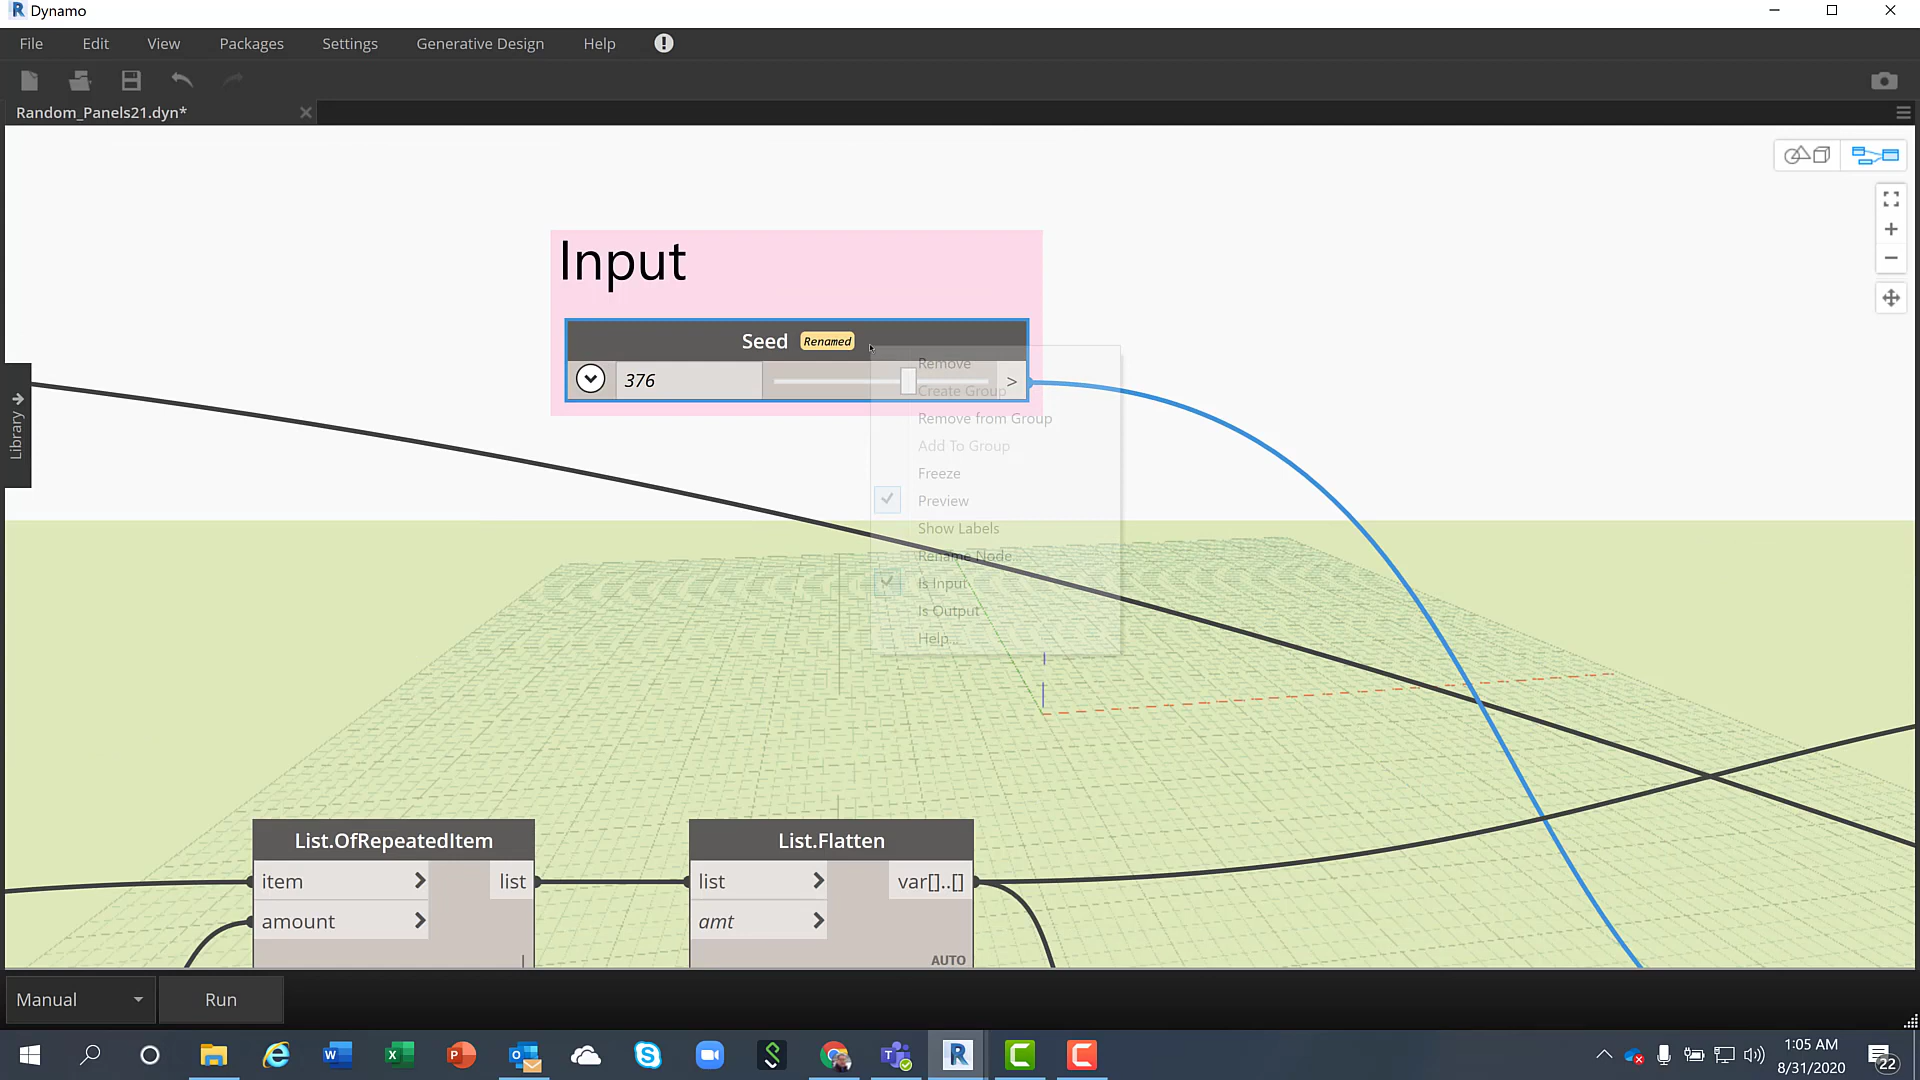 Dynamo
File Edit View Packages Settings Generative Design Help
Random_Panels21.dyn*
Input
Seed Renamed
376 >
Remove
Create Group
Remove from Group
Add To Group
Freeze
Preview
Show Labels
Rename Node...
Is Input
Is Output
Help...
Library
List.OfRepeatedItem
item list
amount
|
List.Flatten
list var[]..[]
amt
AUTO
Manual Run
1:05 AM
8/31/2020
22